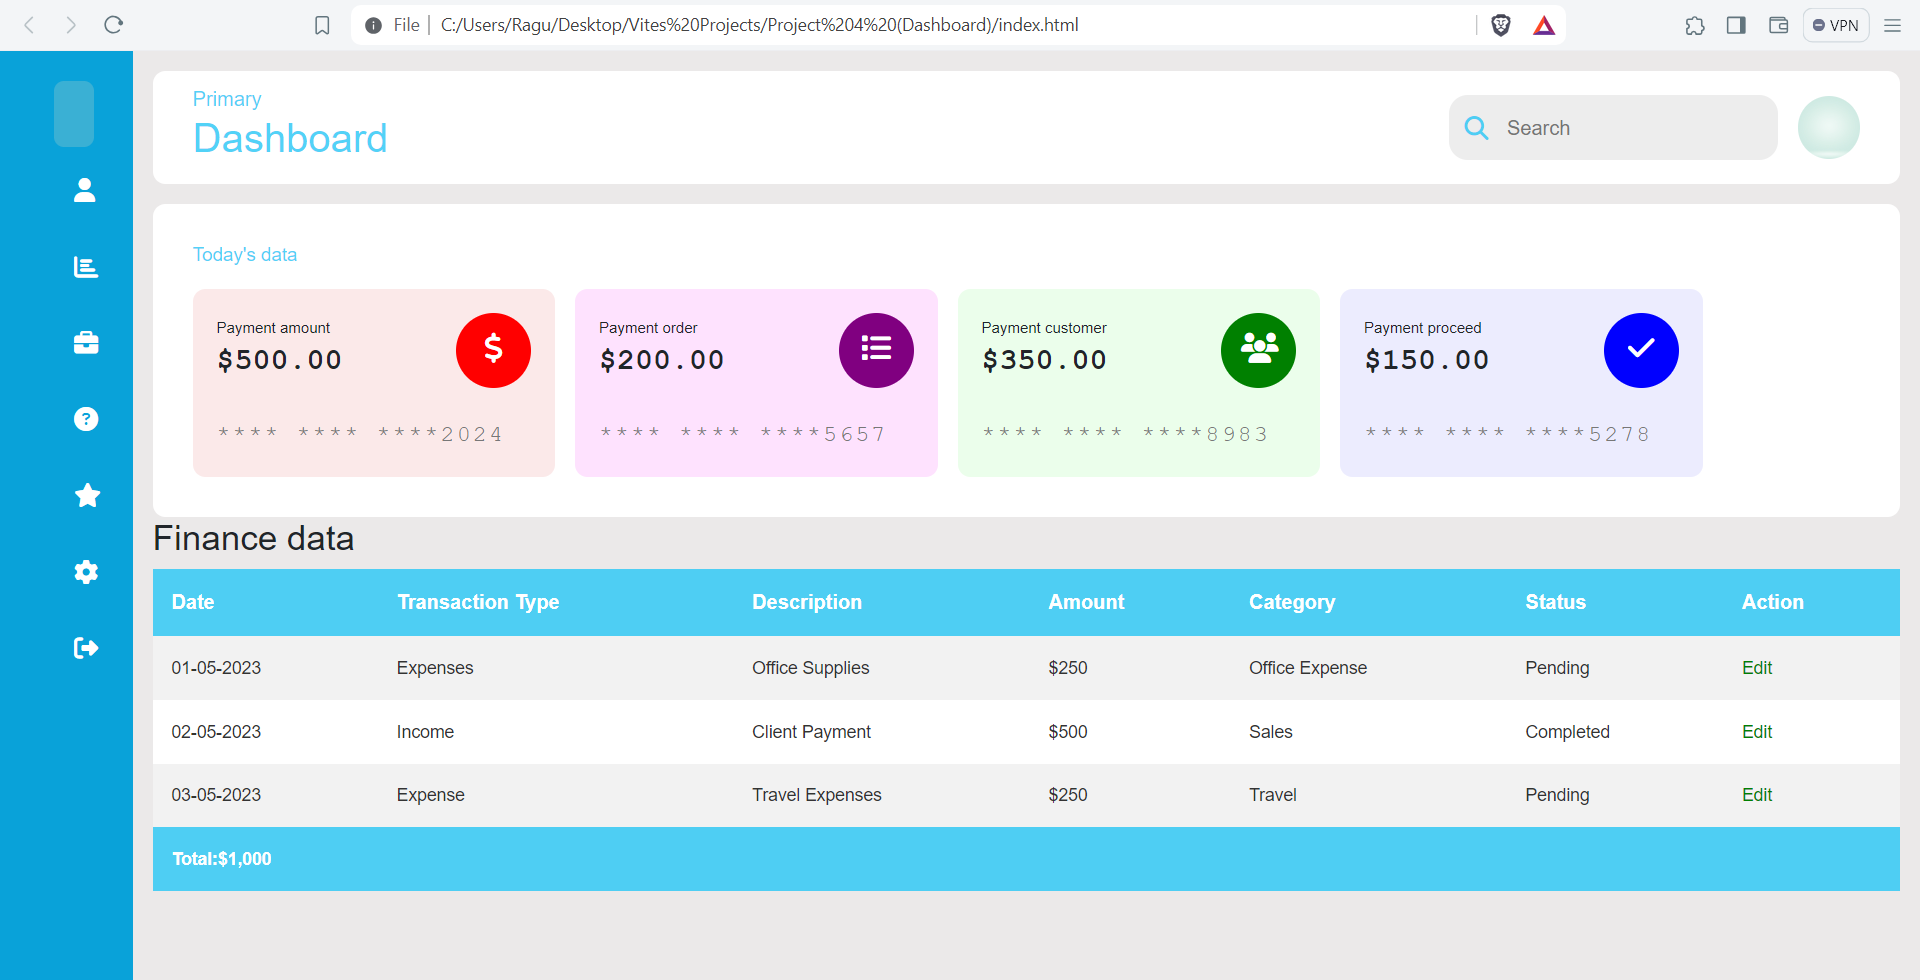 File | C:/Users/Ragu/Desktop/Vites%20Projects/Project%204%20(Dashboard)/index.html
VPN
Primary
Dashboard
Search
Today's data
Payment amount
$500.00
**** **** ****2024
Payment order
$200.00
**** **** ****5657
Payment customer
$350.00
**** **** ****8983
Payment proceed
$150.00
**** **** ****5278
Finance data
Date Transaction Type Description Amount Category Status Action
01-05-2023 Expenses Office Supplies $250 Office Expense Pending Edit
02-05-2023 Income Client Payment $500 Sales Completed Edit
03-05-2023 Expense Travel Expenses $250 Travel Pending Edit
Total:$1,000